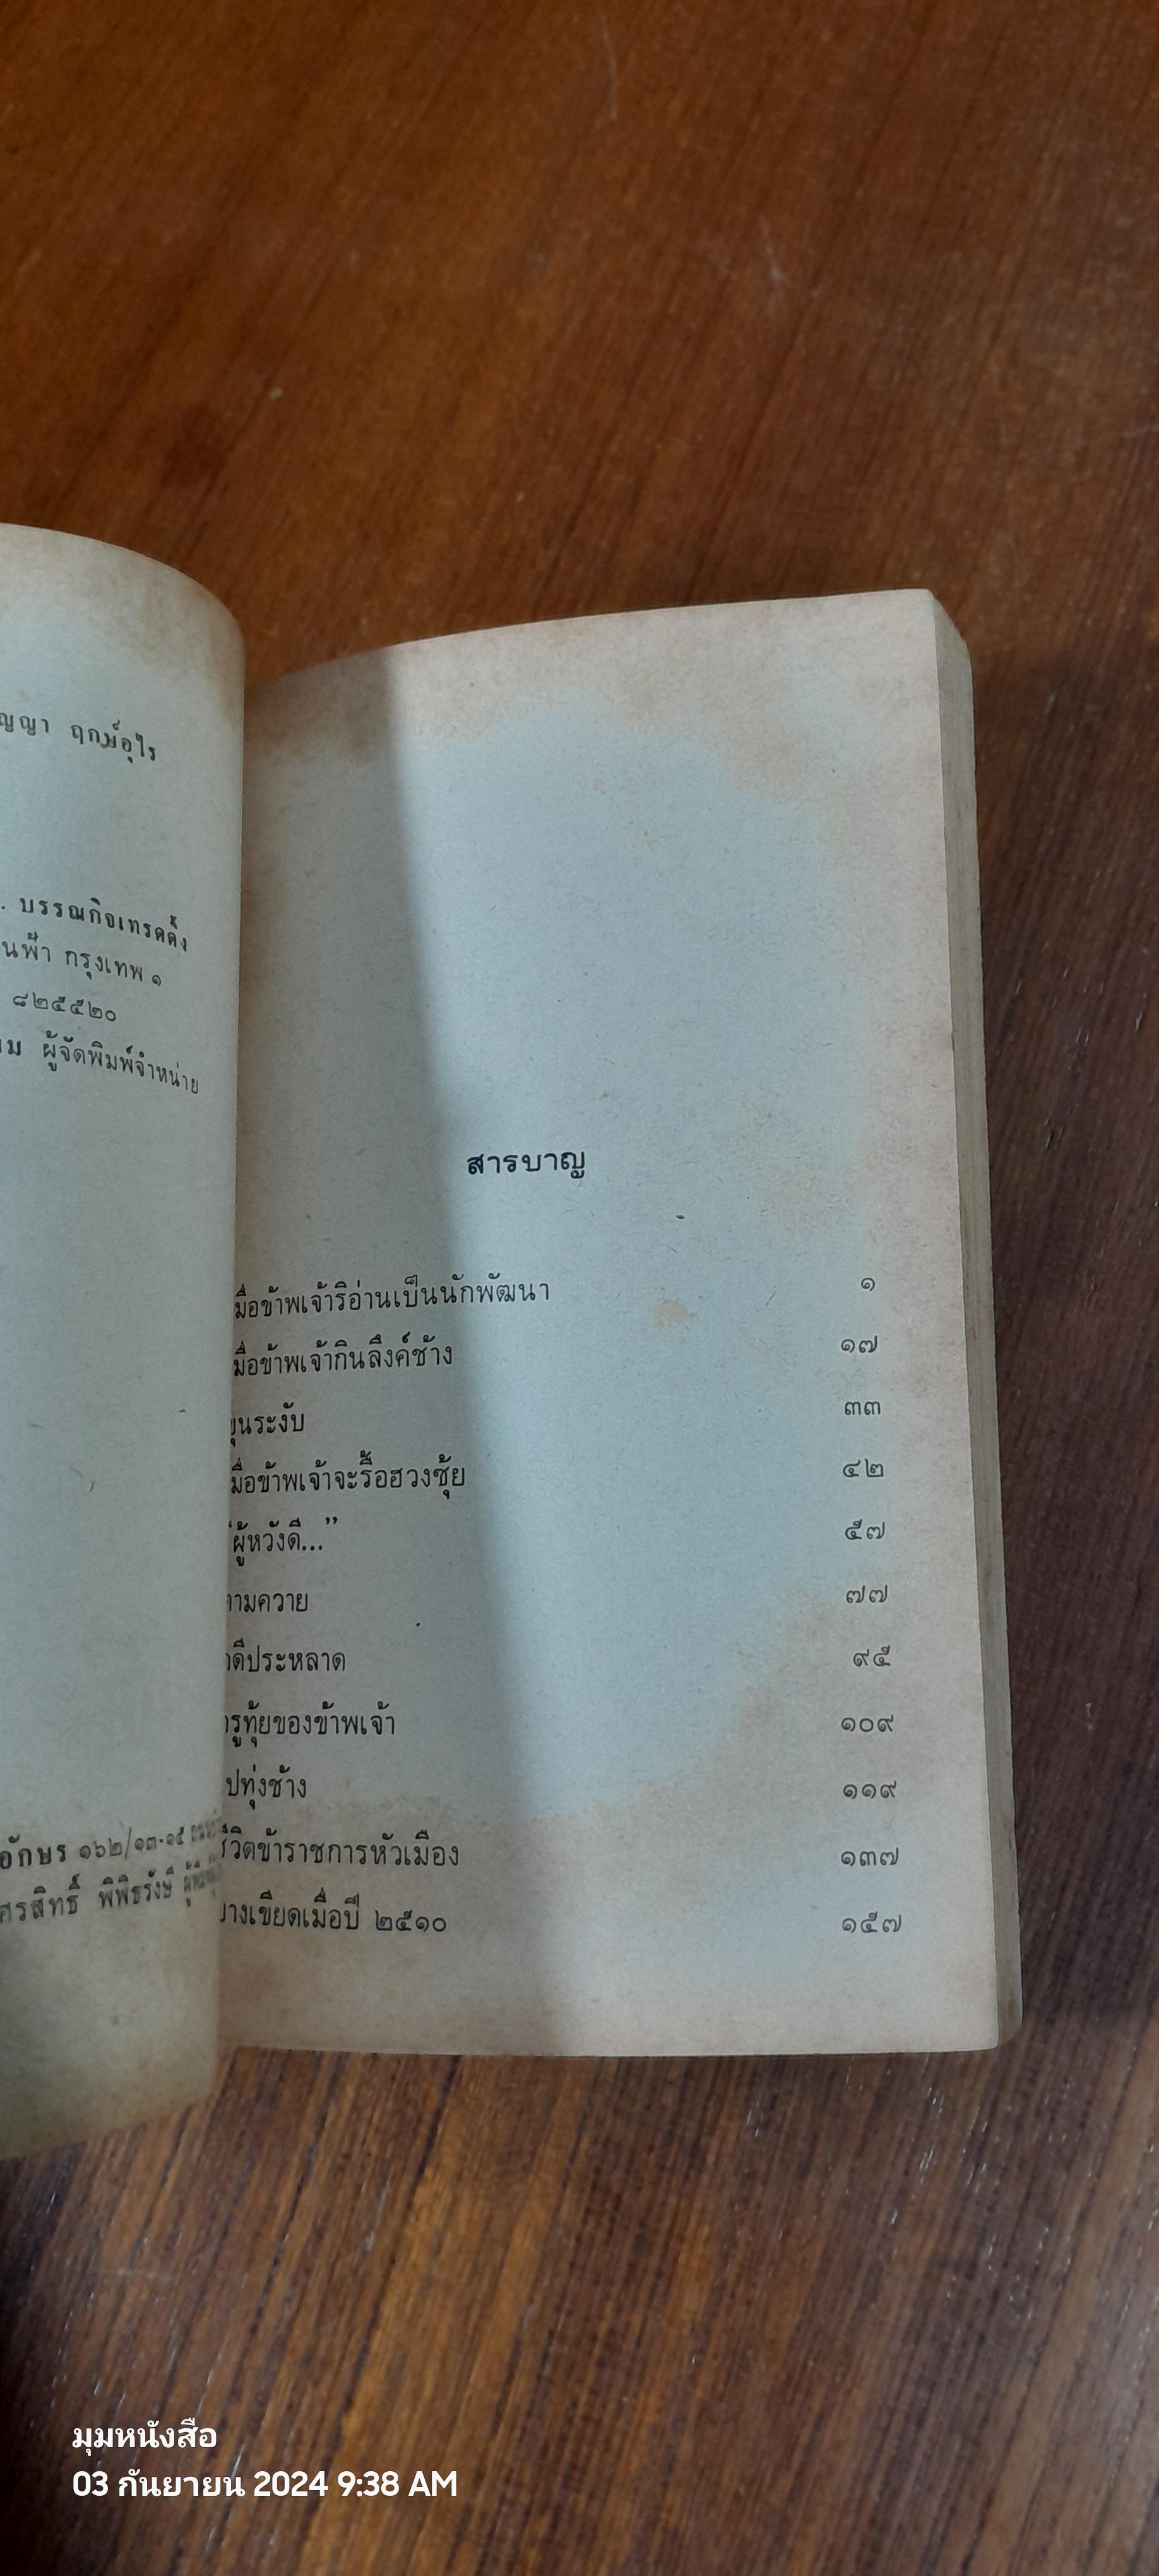 ญญา ฤกษ์อุไร
. บรรณกิจเทรดดิ้ง
นฟ้า กรุงเทพ ๑
๘๒๕๕๒๐
ยม ผู้จัดพิมพ์จำหน่าย
อักษร ๑๖๒/๑๓-๑๕
ศรสิทธิ์ พิพิธรังษี
สารบาญ
มื่อข้าพเจ้าริอ่านเป็นนักพัฒนา ๑
มื่อข้าพเจ้ากินลึงค์ช้าง ๑๗
ขุนระงับ ๓๓
มื่อข้าพเจ้าจะรื้อฮวงซุ้ย ๔๒
“ผู้หวังดี...” ๕๗
ตามควาย ๗๗
ดีประหลาด ๙๕
รูทุ้ยของข้าพเจ้า ๑๐๙
ปทุ่งช้าง ๑๑๙
ชีวิตข้าราชการหัวเมือง ๑๓๗
บางเขียดเมื่อปี ๒๕๑๐ ๑๕๗
มุมหนังสือ
03 กันยายน 2024 9:38 AM